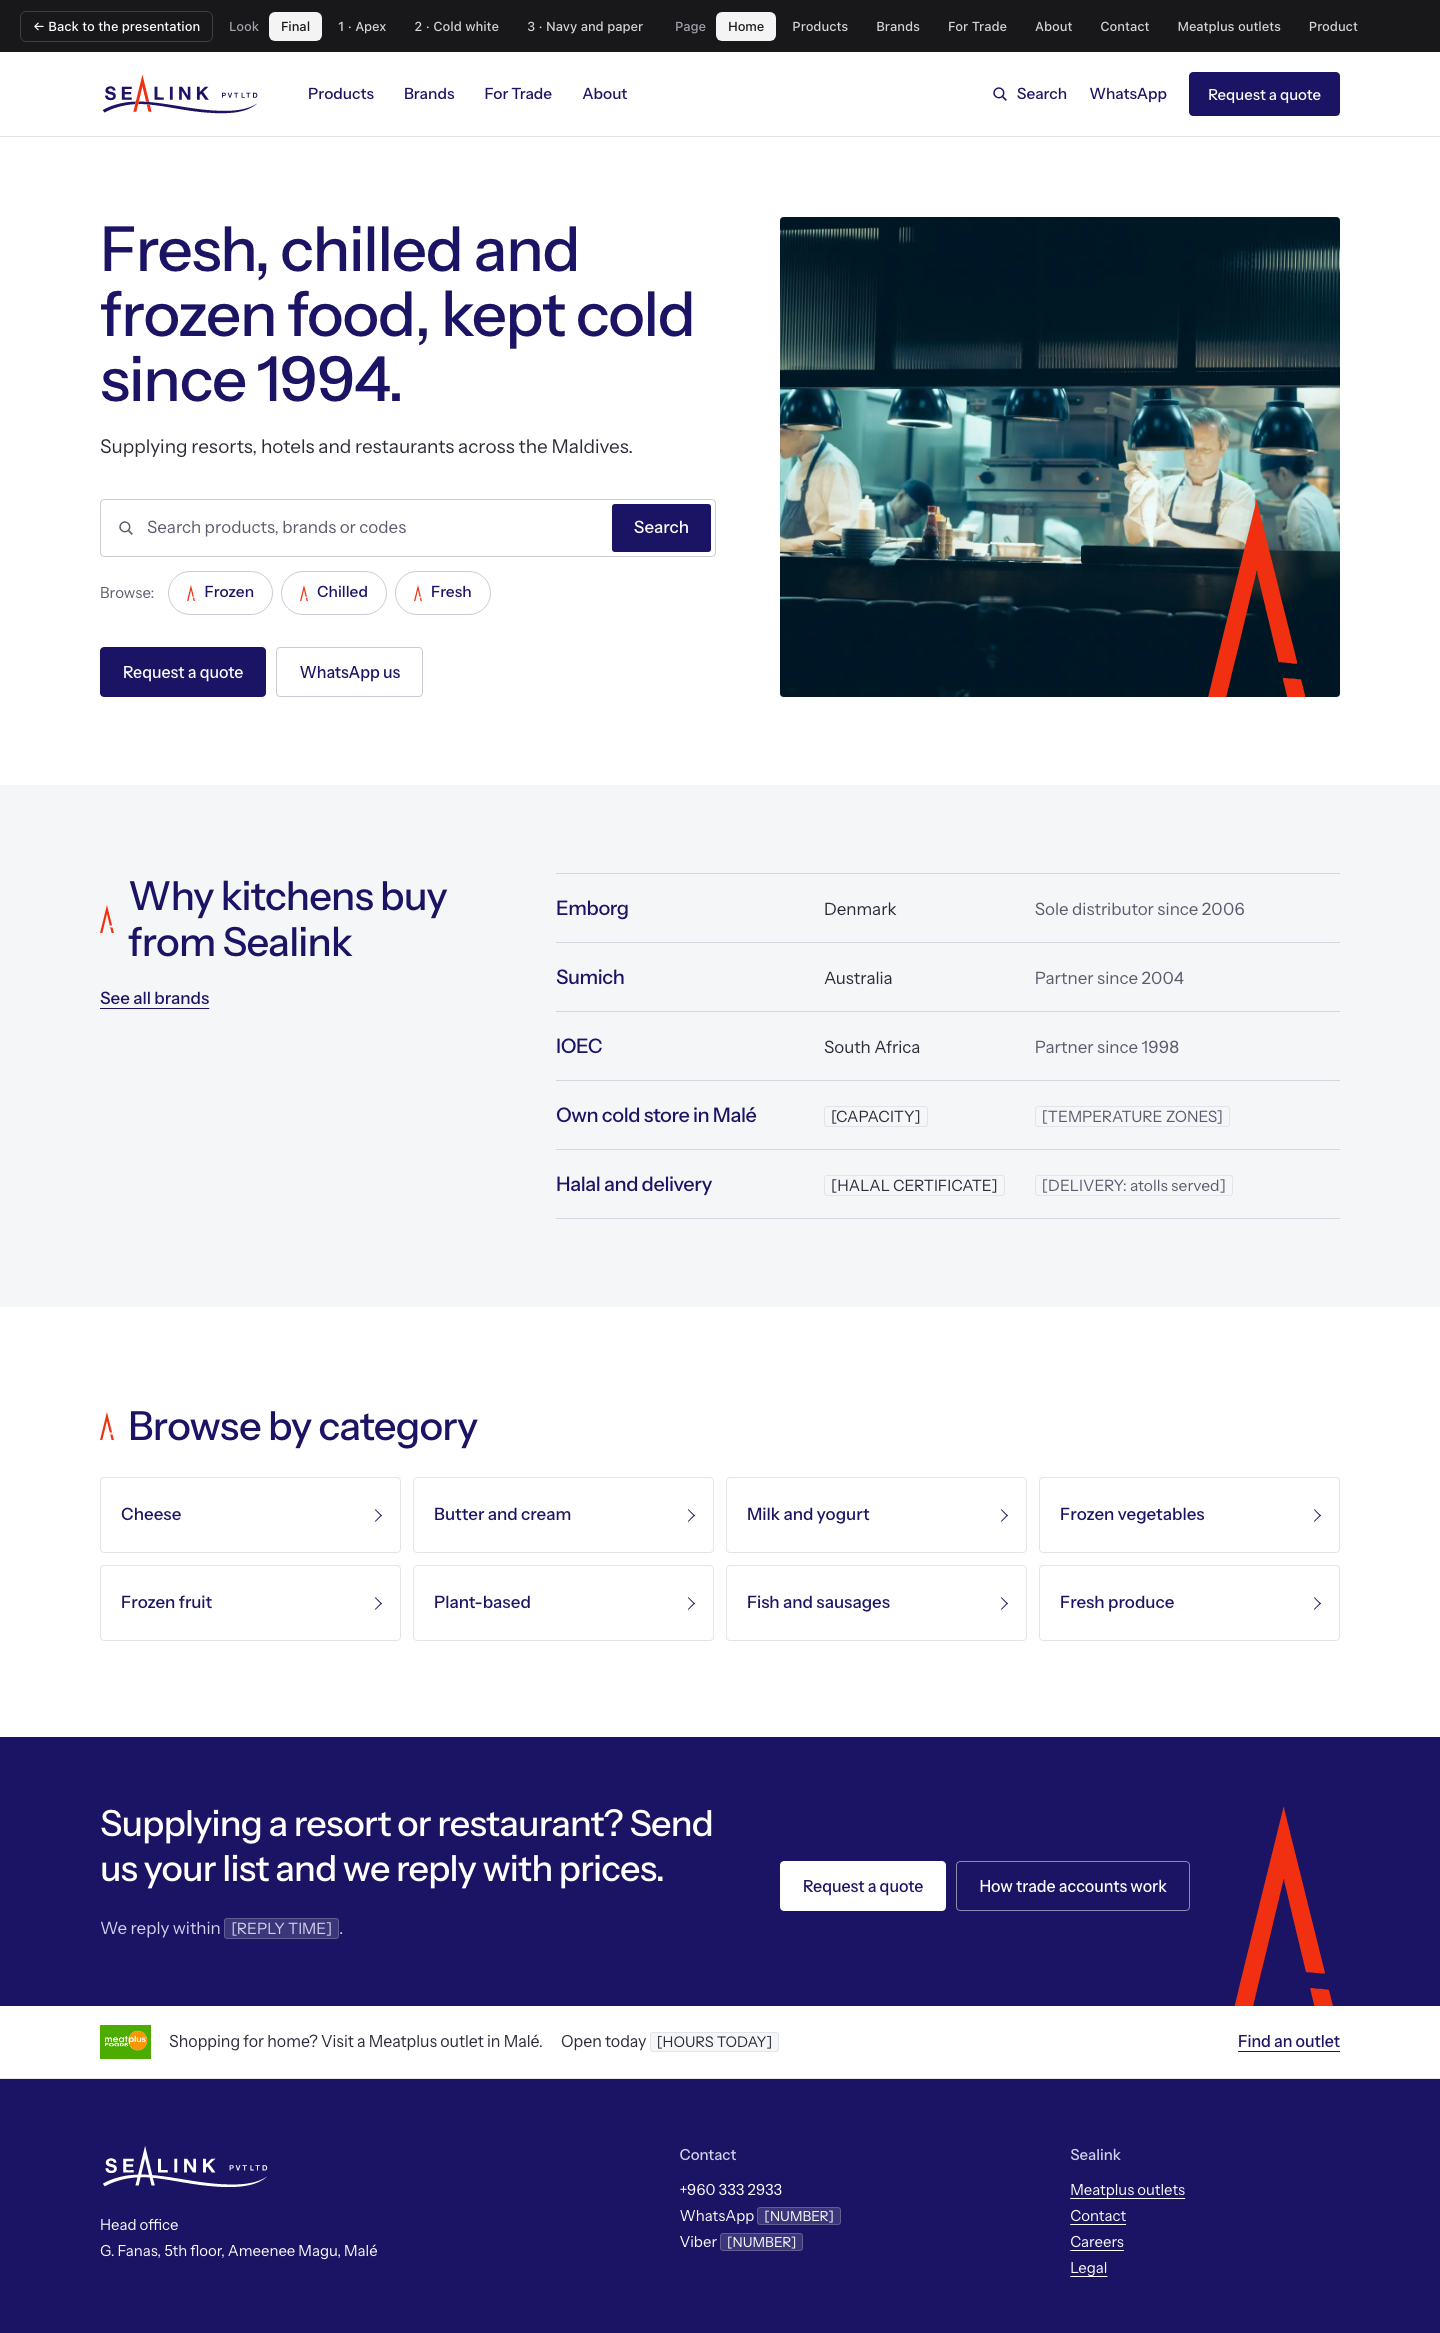 ← Back to the presentation Look Final 1 · Apex 2 · Cold white 3 · Navy and paper Page Home Products Brands For Trade About Contact Meatplus outlets Product
SEALINK PVT LTD Products Brands For Trade About Search WhatsApp Request a quote
Fresh, chilled and
frozen food, kept cold
since 1994.
Supplying resorts, hotels and restaurants across the Maldives.
Search products, brands or codes Search
Browse: Frozen Chilled Fresh
Request a quote WhatsApp us
Why kitchens buy
from Sealink
See all brands
Emborg Denmark Sole distributor since 2006
Sumich Australia Partner since 2004
IOEC South Africa Partner since 1998
Own cold store in Malé [CAPACITY] [TEMPERATURE ZONES]
Halal and delivery [HALAL CERTIFICATE] [DELIVERY: atolls served]
Browse by category
Cheese Butter and cream Milk and yogurt Frozen vegetables
Frozen fruit Plant-based Fish and sausages Fresh produce
Supplying a resort or restaurant? Send
us your list and we reply with prices.
We reply within [REPLY TIME].
Request a quote How trade accounts work
meatplus
FOODS
Shopping for home? Visit a Meatplus outlet in Malé. Open today [HOURS TODAY] Find an outlet
SEALINK PVT LTD
Head office
G. Fanas, 5th floor, Ameenee Magu, Malé
Contact
+960 333 2933
WhatsApp [NUMBER]
Viber [NUMBER]
Sealink
Meatplus outlets
Contact
Careers
Legal